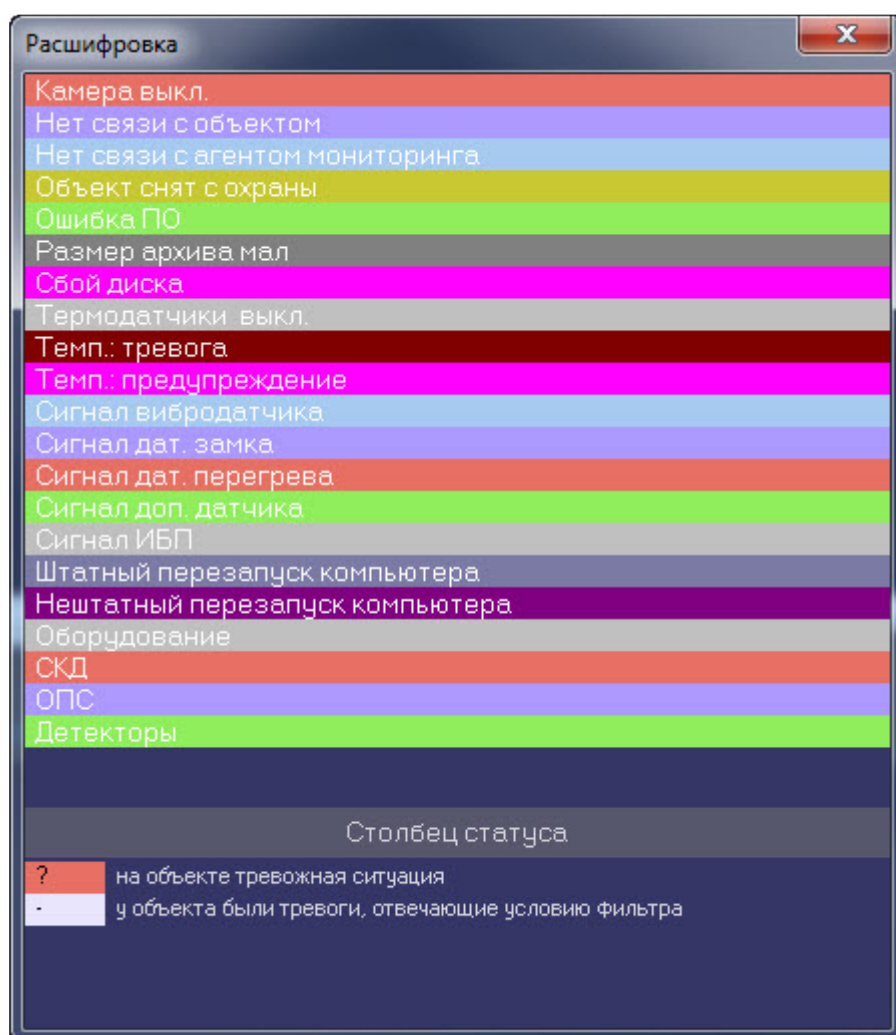 Расшифровка
Камера выкл.
Нет связи с объектом
Нет связи с агентом мониторинга
Объект снят с охраны
Ошибка ПО
Размер архива мал
Сбой диска
Термодатчики выкл.
Темп.: тревога
Темп.: предупреждение
Сигнал вибродатчика
Сигнал дат. замка
Сигнал дат. перегрева
Сигнал доп. датчика
Сигнал ИБП
Штатный перезапуск компьютера
Нештатный перезапуск компьютера
Оборудование
СКД
ОПС
Детекторы
Столбец статуса
? на объекте тревожная ситуация
- у объекта были тревоги, отвечающие условию фильтра